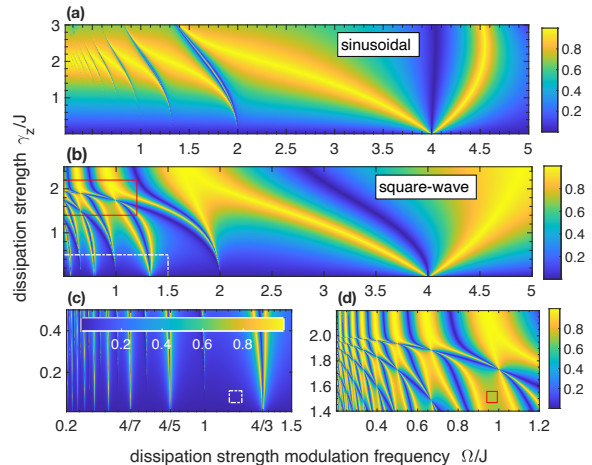 (a)
sinusoidal
3
2
1
1 1.5 2 2.5 3 3.5 4 4.5 5
0.8
0.6
0.4
0.2
(b)
square-wave
2
1
1 1.5 2 2.5 3 3.5 4 4.5 5
0.8
0.6
0.4
0.2
dissipation strength γz/J
(c)
0.2 0.4 0.6 0.8
0.4
0.2
0.2 4/7 4/5 1 4/3 1.5
(d)
2.0
1.8
1.6
1.4
0.2 0.4 0.6 0.8 1 1.2
0.8
0.6
0.4
0.2
dissipation strength modulation frequency Ω/J